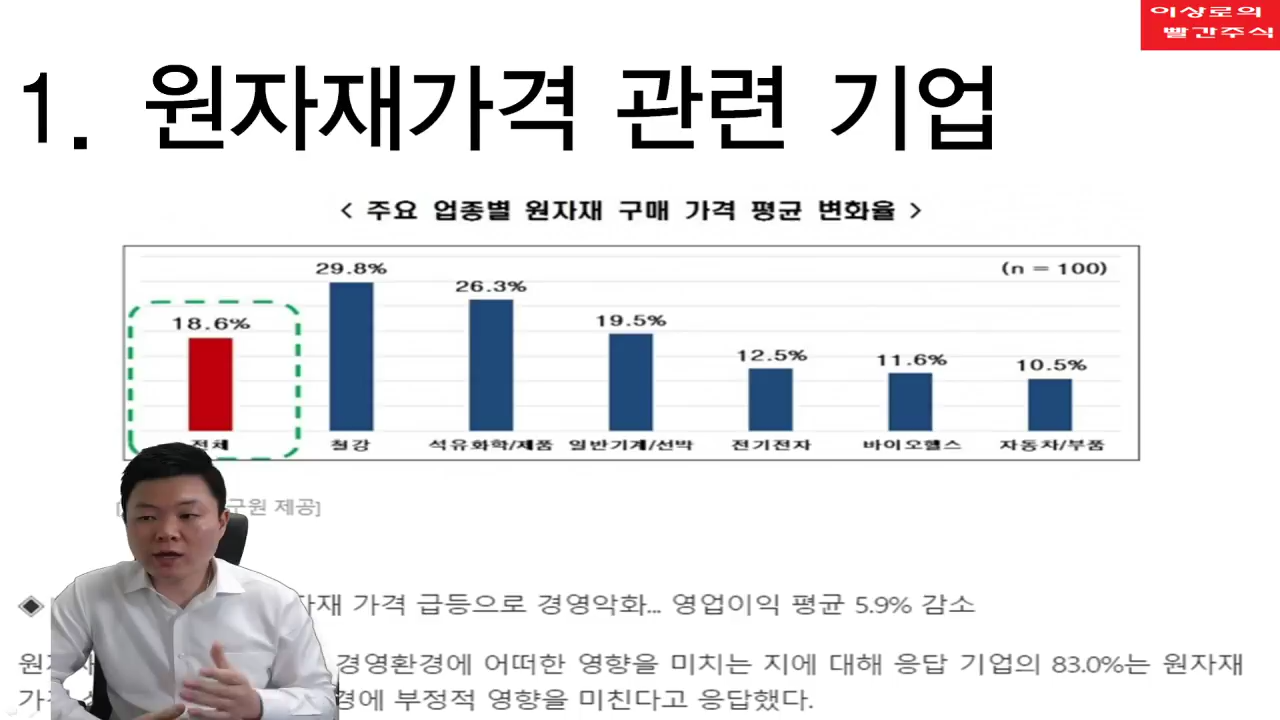 이상로의
빨간주식
1. 원자재가격 관련 기업
< 주요 업종별 원자재 구매 가격 평균 변화율 >
(n = 100)
18.6% 29.8% 26.3% 19.5% 12.5% 11.6% 10.5%
전체 철강 석유화학/제품 일반기계/선박 전기전자 바이오헬스 자동차/부품
구원 제공]
자재 가격 급등으로 경영악화... 영업이익 평균 5.9% 감소
경영환경에 어떠한 영향을 미치는 지에 대해 응답 기업의 83.0%는 원자재
경에 부정적 영향을 미친다고 응답했다.